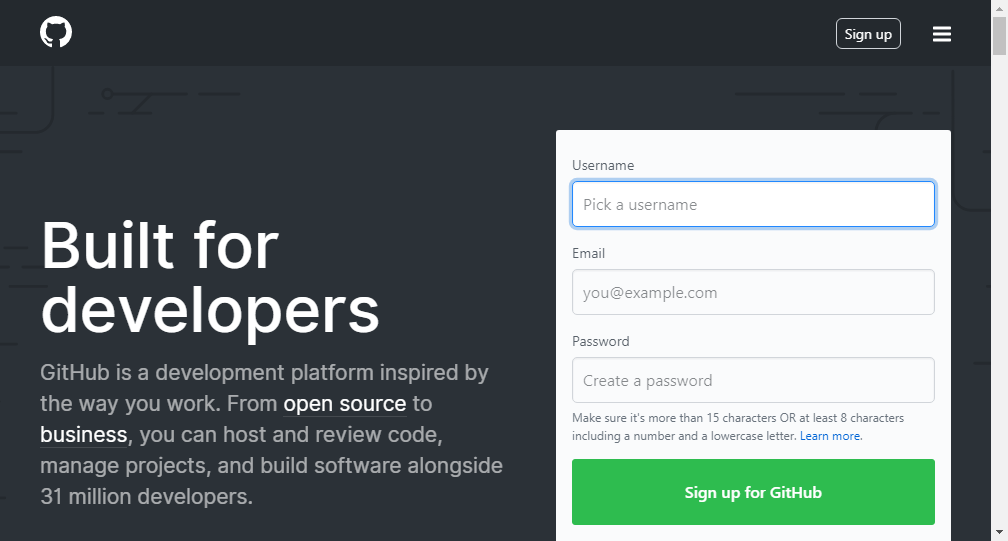 Sign up
Built for
developers
GitHub is a development platform inspired by
the way you work. From open source to
business, you can host and review code,
manage projects, and build software alongside
31 million developers.
Username
Pick a username
Email
you@example.com
Password
Create a password
Make sure it's more than 15 characters OR at least 8 characters
including a number and a lowercase letter. Learn more.
Sign up for GitHub